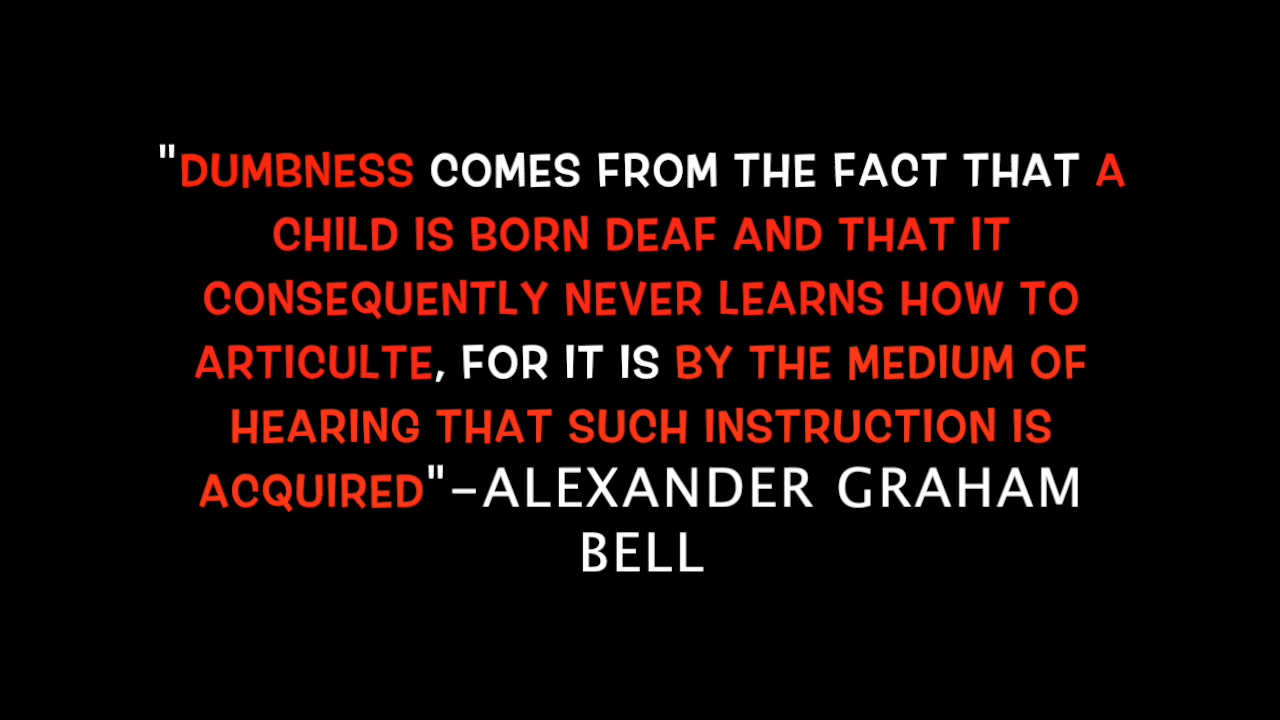 "DUMBNESS COMES FROM THE FACT THAT A
CHILD IS BORN DEAF AND THAT IT
CONSEQUENTLY NEVER LEARNS HOW TO
ARTICULTE, FOR IT IS BY THE MEDIUM OF
HEARING THAT SUCH INSTRUCTION IS
ACQUIRED"-ALEXANDER GRAHAM
BELL